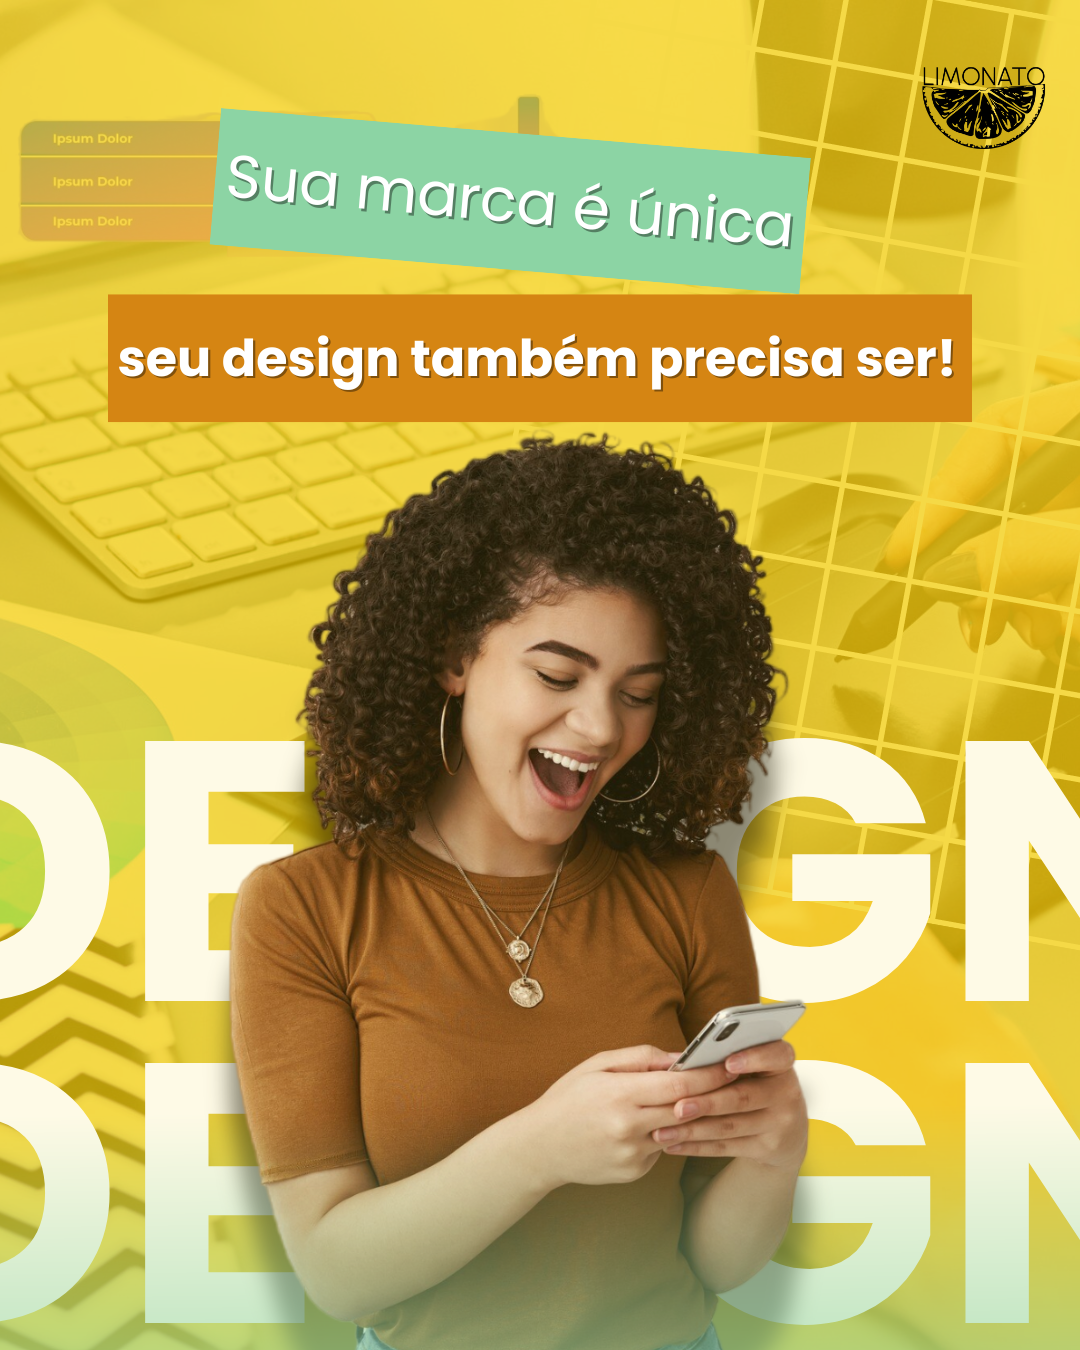 LIMONATO
Ipsum Dolor
Ipsum Dolor
Ipsum Dolor
Sua marca é única
seu design também precisa ser!
DE GN
DE GN